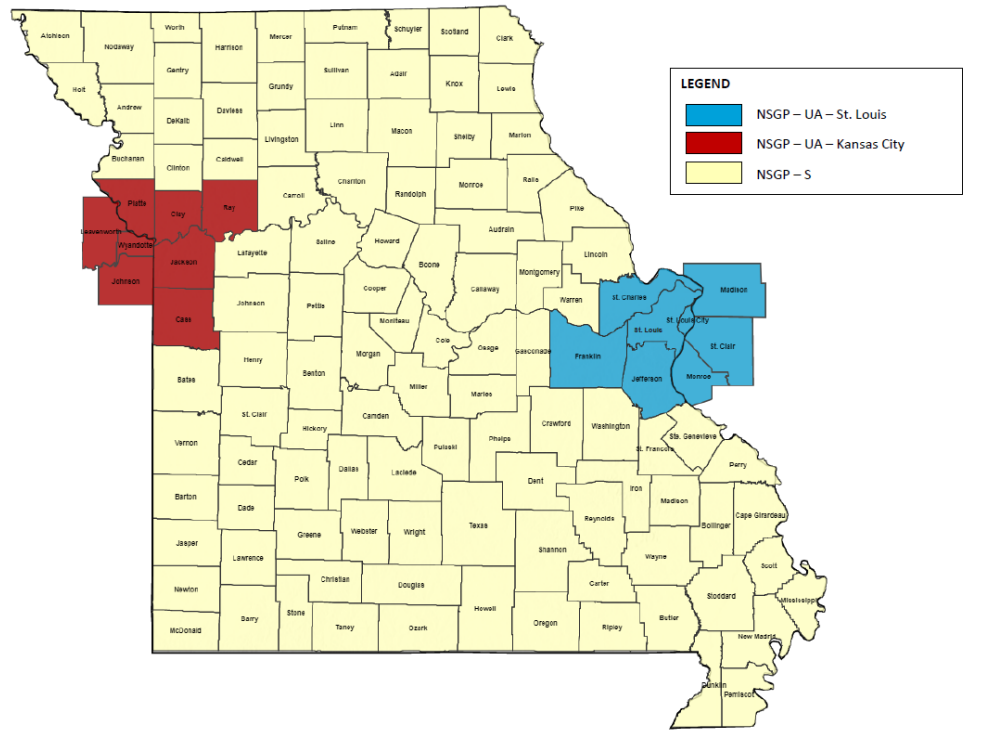 LEGEND
NSGP – UA – St. Louis
NSGP – UA – Kansas City
NSGP – S
Atchison
Nodaway
Worth
Harrison
Mercer
Putnam
Schuyler
Scotland
Clark
Holt
Gentry
Grundy
Sullivan
Adair
Knox
Lewis
Andrew
DeKalb
Daviess
Livingston
Linn
Macon
Shelby
Marion
Buchanan
Clinton
Caldwell
Carroll
Chariton
Randolph
Monroe
Ralls
Pike
Platte
Clay
Ray
Leavenworth
Wyandotte
Jackson
Johnson
Cass
Lafayette
Saline
Howard
Boone
Audrain
Callaway
Montgomery
Lincoln
Warren
St. Charles
St. Louis City
St. Louis
Madison
St. Clair
Monroe
Franklin
Jefferson
Johnson
Pettis
Cooper
Moniteau
Cole
Osage
Gasconade
Bates
Henry
Benton
Morgan
Miller
Maries
St. Clair
Hickory
Camden
Pulaski
Phelps
Crawford
Washington
St. Francois
Ste. Genevieve
Perry
Vernon
Cedar
Polk
Dallas
Laclede
Dent
Iron
Madison
Bollinger
Cape Girardeau
Barton
Dade
Greene
Webster
Wright
Texas
Shannon
Reynolds
Wayne
Jasper
Lawrence
Christian
Douglas
Carter
Stoddard
Scott
Mississippi
Newton
Barry
Stone
Taney
Ozark
Howell
Oregon
Ripley
Butler
McDonald
New Madrid
Dunklin
Pemiscot